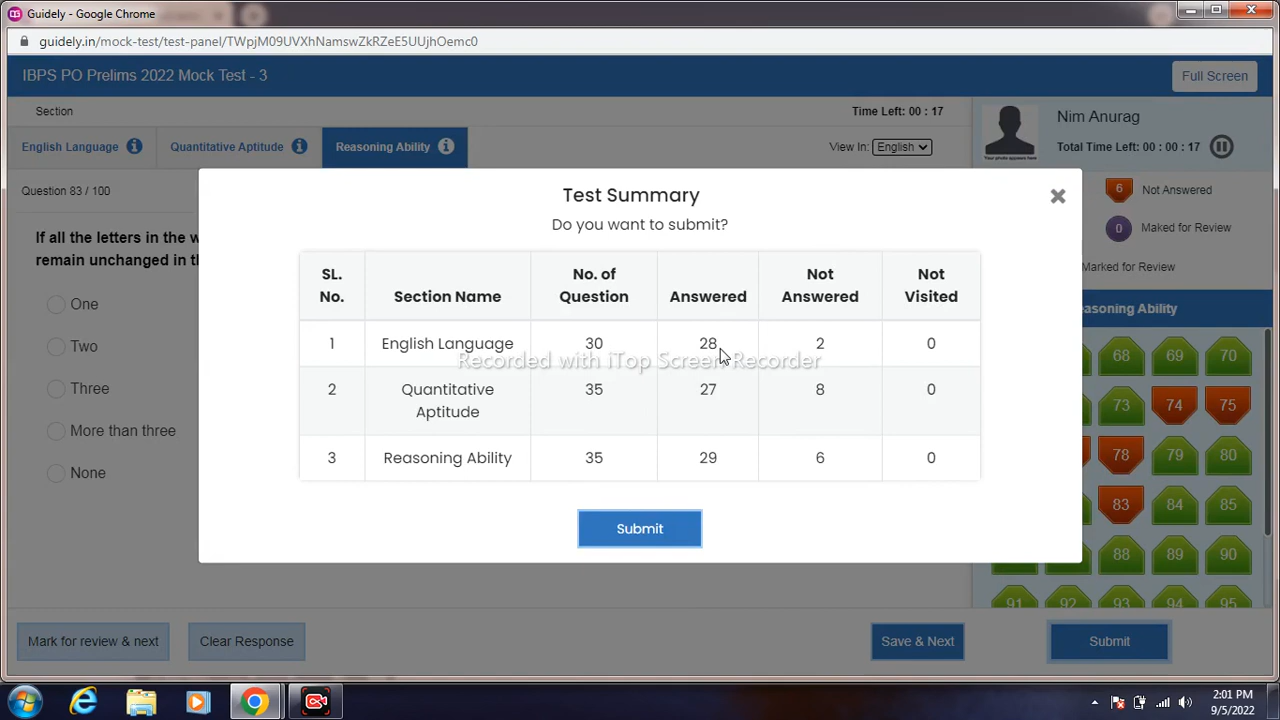 Guidely - Google Chrome
guidely.in/mock-test/test-panel/TWpjM09UVXhNamswZkRZeE5UUjhOemc0
IBPS PO Prelims 2022 Mock Test - 3
Full Screen
Section
Time Left: 00 : 17
Nim Anurag
English Language
Quantitative Aptitude
Reasoning Ability
View In: English
Total Time Left: 00 : 00 : 17
Question 83 / 100
6 Not Answered
0 Maked for Review
Marked for Review
If all the letters in the w
remain unchanged in th
One
Two
Three
More than three
None
Test Summary
Do you want to submit?
SL. No. Section Name No. of Question Answered Not Answered Not Visited
1 English Language 30 28 2 0
2 Quantitative Aptitude 35 27 8 0
3 Reasoning Ability 35 29 6 0
Submit
Recorded with iTop Screen Recorder
easoning Ability
68 69 70
73 74 75
78 79 80
83 84 85
88 89 90
91 92 93 94 95
Mark for review & next
Clear Response
Save & Next
Submit
2:01 PM
9/5/2022